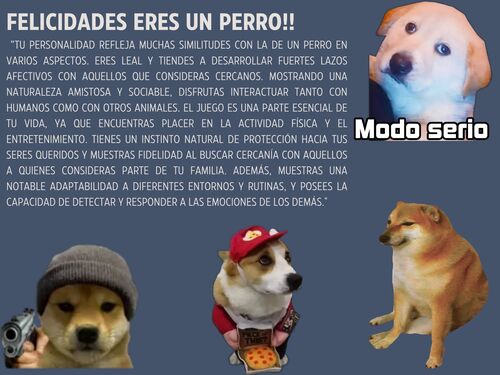 FELICIDADES ERES UN PERRO!!
"TU PERSONALIDAD REFLEJA MUCHAS SIMILITUDES CON LA DE UN PERRO EN
VARIOS ASPECTOS. ERES LEAL Y TIENDES A DESARROLLAR FUERTES LAZOS
AFECTIVOS CON AQUELLOS QUE CONSIDERAS CERCANOS. MOSTRANDO UNA
NATURALEZA AMISTOSA Y SOCIABLE, DISFRUTAS INTERACTUAR TANTO CON
HUMANOS COMO CON OTROS ANIMALES. EL JUEGO ES UNA PARTE ESENCIAL DE
TU VIDA, YA QUE ENCUENTRAS PLACER EN LA ACTIVIDAD FÍSICA Y EL
ENTRETENIMIENTO. TIENES UN INSTINTO NATURAL DE PROTECCIÓN HACIA TUS
SERES QUERIDOS Y MUESTRAS FIDELIDAD AL BUSCAR CERCANÍA CON AQUELLOS
A QUIENES CONSIDERAS PARTE DE TU FAMILIA. ADEMÁS, MUESTRAS UNA
NOTABLE ADAPTABILIDAD A DIFERENTES ENTORNOS Y RUTINAS, Y POSEES LA
CAPACIDAD DE DETECTAR Y RESPONDER A LAS EMOCIONES DE LOS DEMÁS."
Modo serio